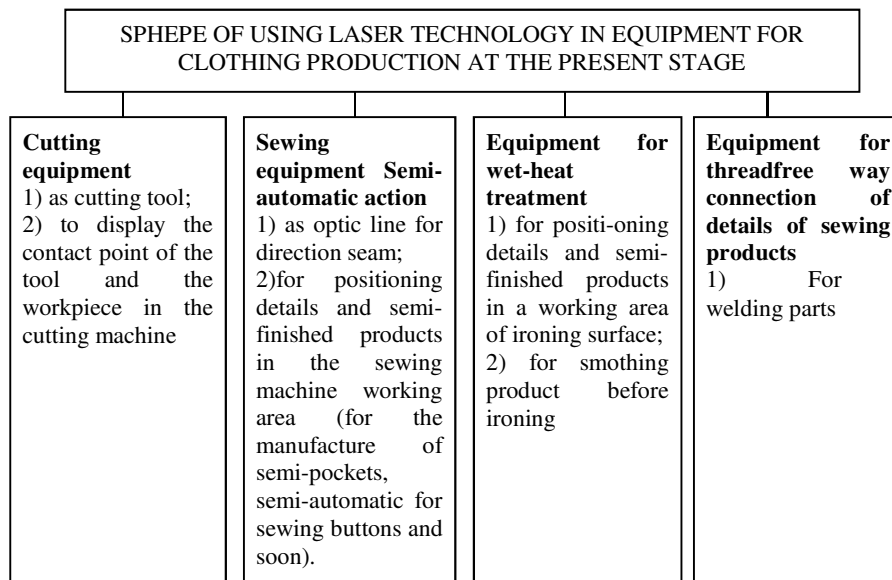 SPHEPE OF USING LASER TECHNOLOGY IN EQUIPMENT FOR
CLOTHING PRODUCTION AT THE PRESENT STAGE
Cutting
equipment
1) as cutting tool;
2) to display the
contact point of the
tool and the
workpiece in the
cutting machine
Sewing
equipment Semi-
automatic action
1) as optic line for
direction seam;
2)for positioning
details and semi-
finished products
in the sewing
machine working
area (for the
manufacture of
semi-pockets,
semi-automatic for
sewing buttons and
soon).
Equipment for
wet-heat
treatment
1) for positi-oning
details and semi-
finished products
in a working area
of ironing surface;
2) for smothing
product before
ironing
Equipment for
threadfree way
connection of
details of sewing
products
1) For
welding parts